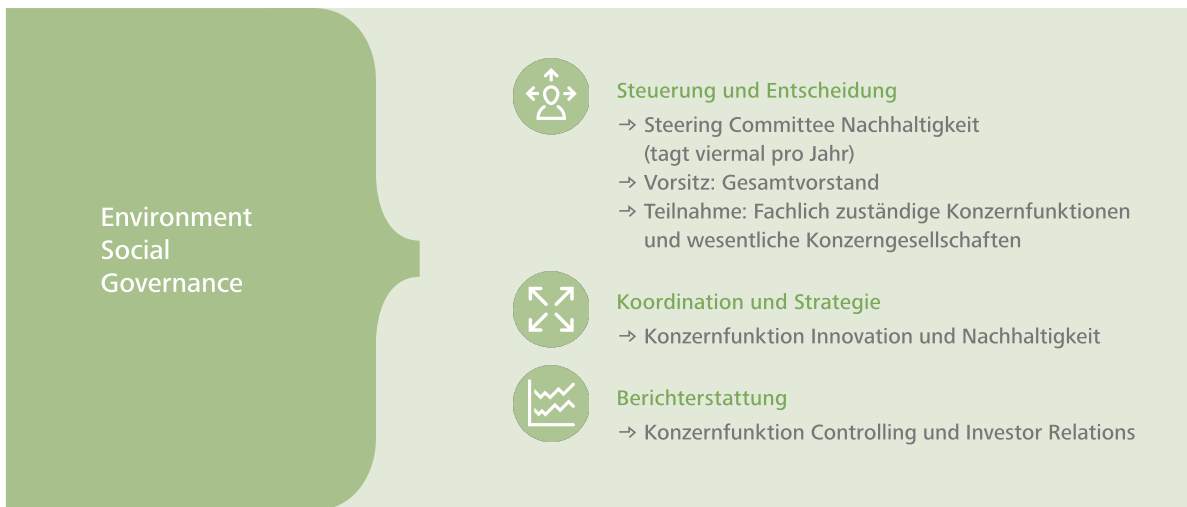 Environment
Social
Governance
Steuerung und Entscheidung
→ Steering Committee Nachhaltigkeit
(tagt viermal pro Jahr)
→ Vorsitz: Gesamtvorstand
→ Teilnahme: Fachlich zuständige Konzernfunktionen
und wesentliche Konzerngesellschaften
Koordination und Strategie
→ Konzernfunktion Innovation und Nachhaltigkeit
Berichterstattung
→ Konzernfunktion Controlling und Investor Relations